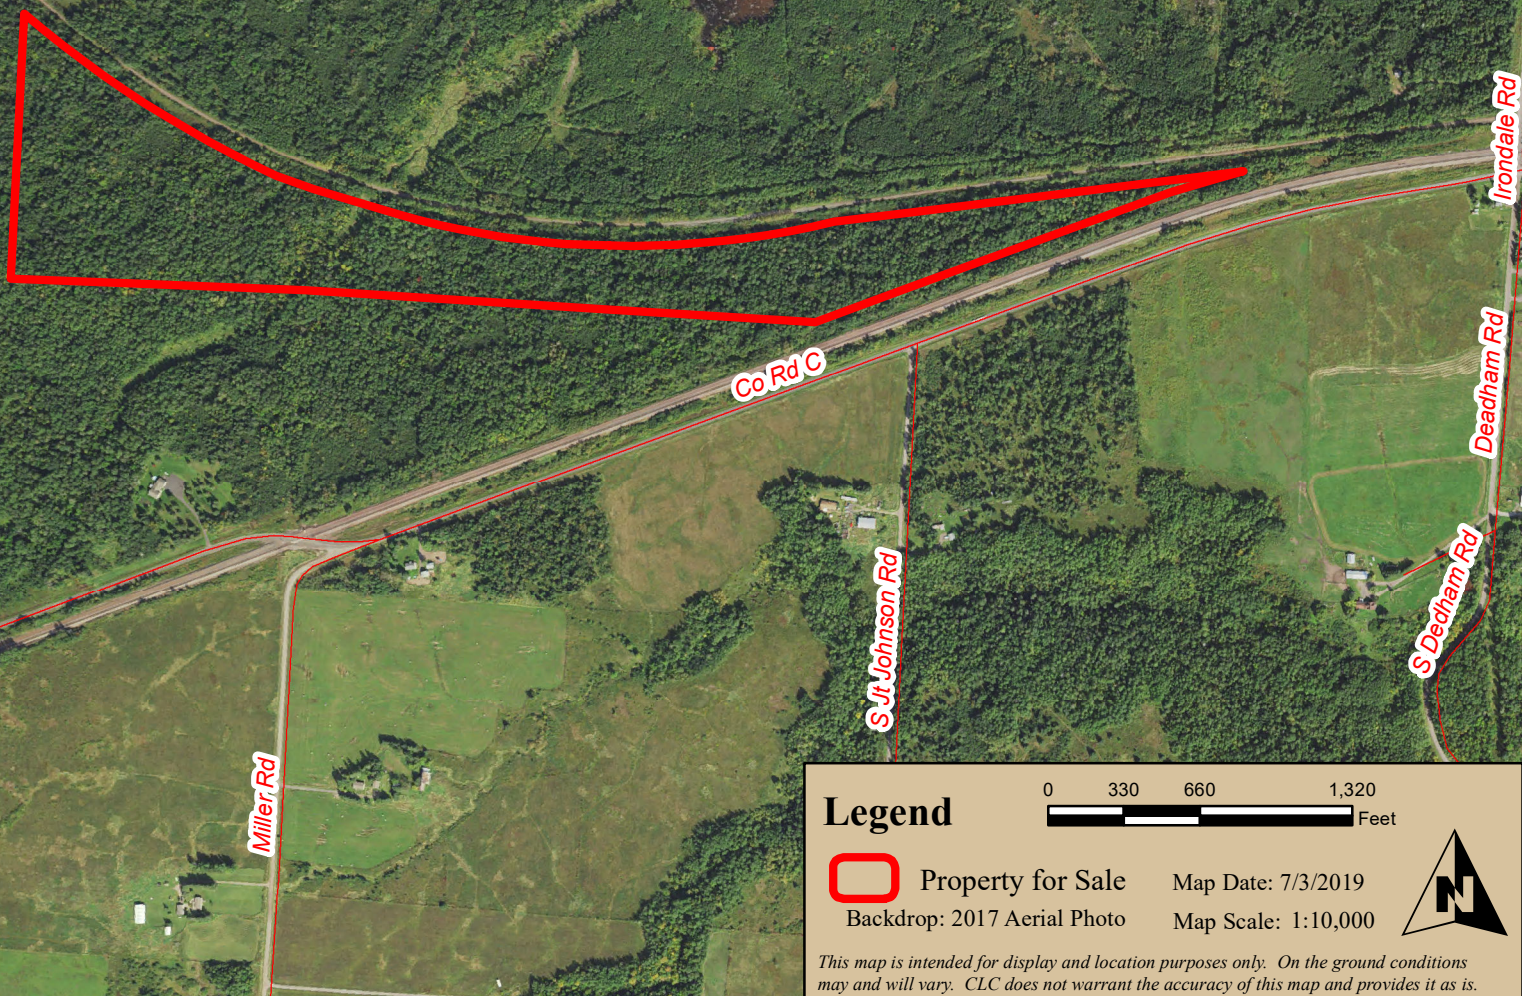 Irondale Rd
Deadham Rd
Co Rd C
S Dedham Rd
S Jt Johnson Rd
Miller Rd
Legend
0 330 660 1,320
Feet
Property for Sale
Map Date: 7/3/2019
Backdrop: 2017 Aerial Photo
Map Scale: 1:10,000
N
This map is intended for display and location purposes only. On the ground conditions
may and will vary. CLC does not warrant the accuracy of this map and provides it as is.